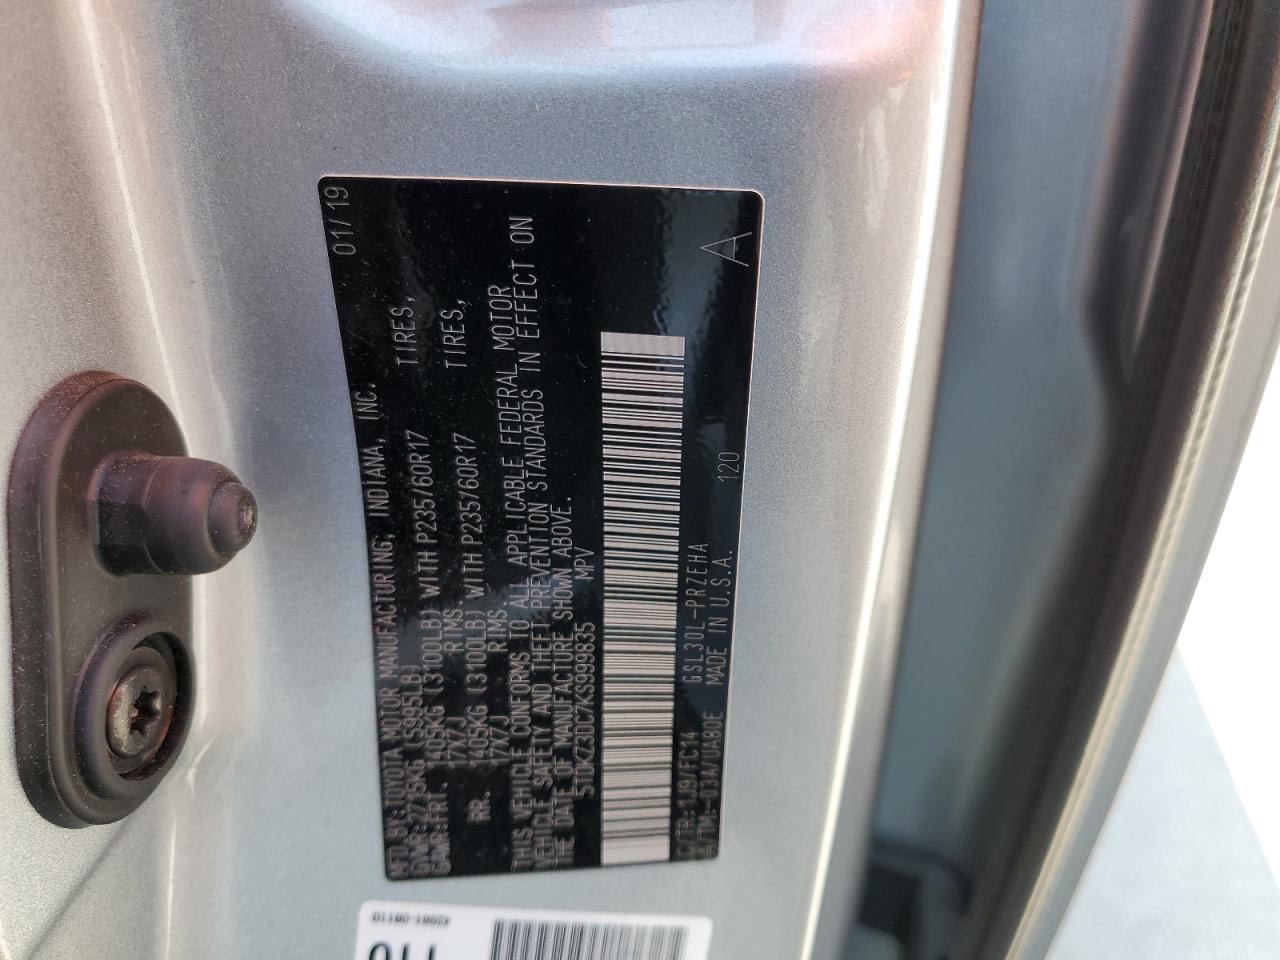 MFD.BY:TOYOTA MOTOR MANUFACTURING, INDIANA, INC. 01/19
GVWR:2715KG (5995LB)
GAWR:FRT. 1405KG (3100LB) WITH P235/60R17 TIRES,
17X7J RIMS.
RR. 1405KG (3100LB) WITH P235/60R17 TIRES,
17X7J RIMS.
THIS VEHICLE CONFORMS TO ALL APPLICABLE FEDERAL MOTOR
VEHICLE SAFETY AND THEFT PREVENTION STANDARDS IN EFFECT ON
THE DATE OF MANUFACTURE SHOWN ABOVE.
5TDKZ3DC7KS999835 MPV
C/TR:1J9/FC14 GSL30L-PRZEHA 120 A
A/TM:-03A/UA80E MADE IN U.S.A.